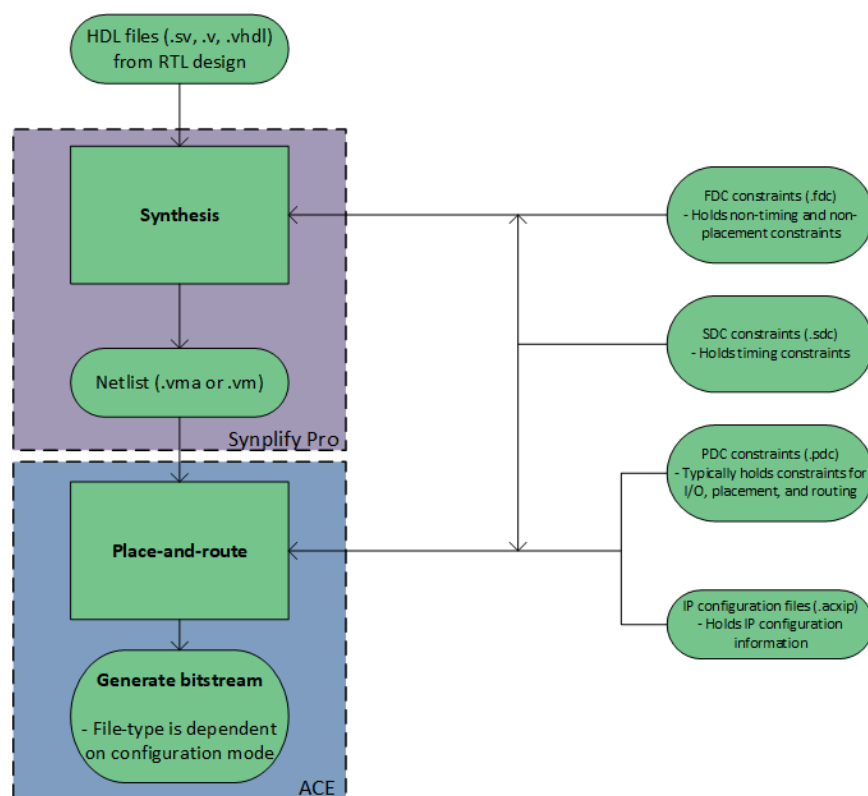 HDL files (.sv, .v, .vhdl)
from RTL design
Synthesis
Netlist (.vma or .vm)
Synplify Pro
Place-and-route
Generate bitstream
- File-type is dependent
on configuration mode
ACE
FDC constraints (.fdc)
- Holds non-timing and non-
placement constraints
SDC constraints (.sdc)
- Holds timing constraints
PDC constraints (.pdc)
- Typically holds constraints for
I/O, placement, and routing
IP configuration files (.acxip)
- Holds IP configuration
information